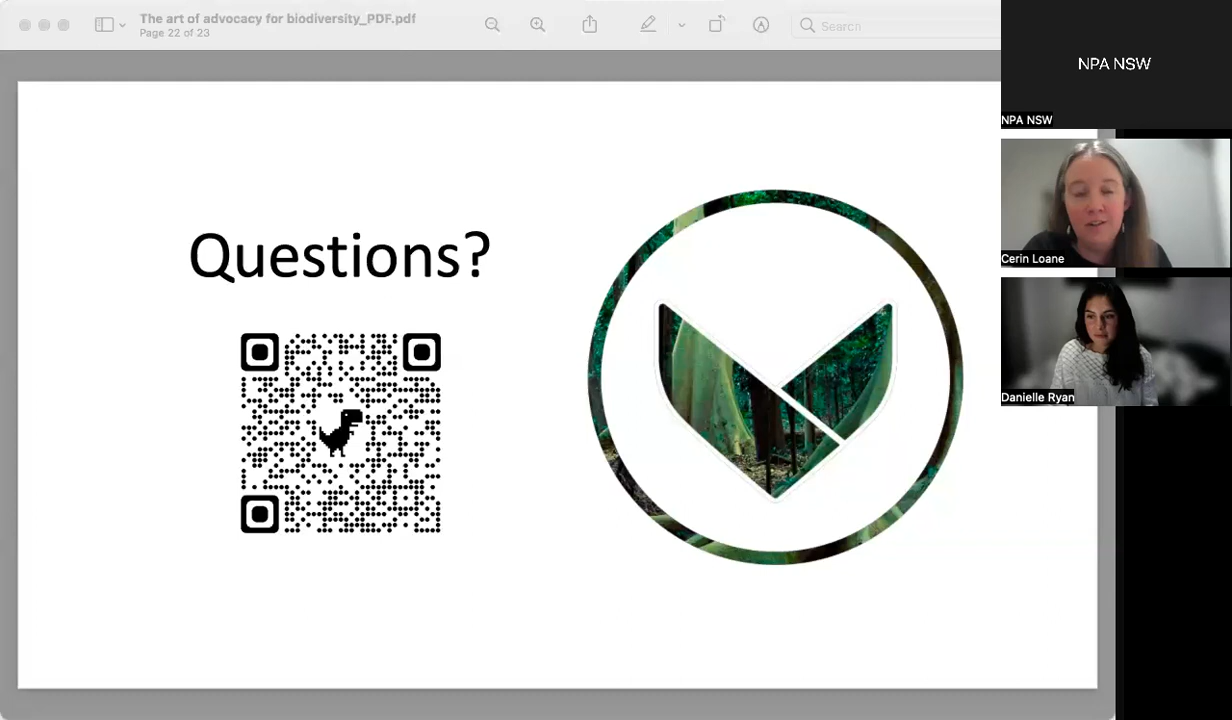 The art of advocacy for biodiversity_PDF.pdf
Page 22 of 23
Search
NPA NSW
NPA NSW
Cerin Loane
Danielle Ryan
Questions?